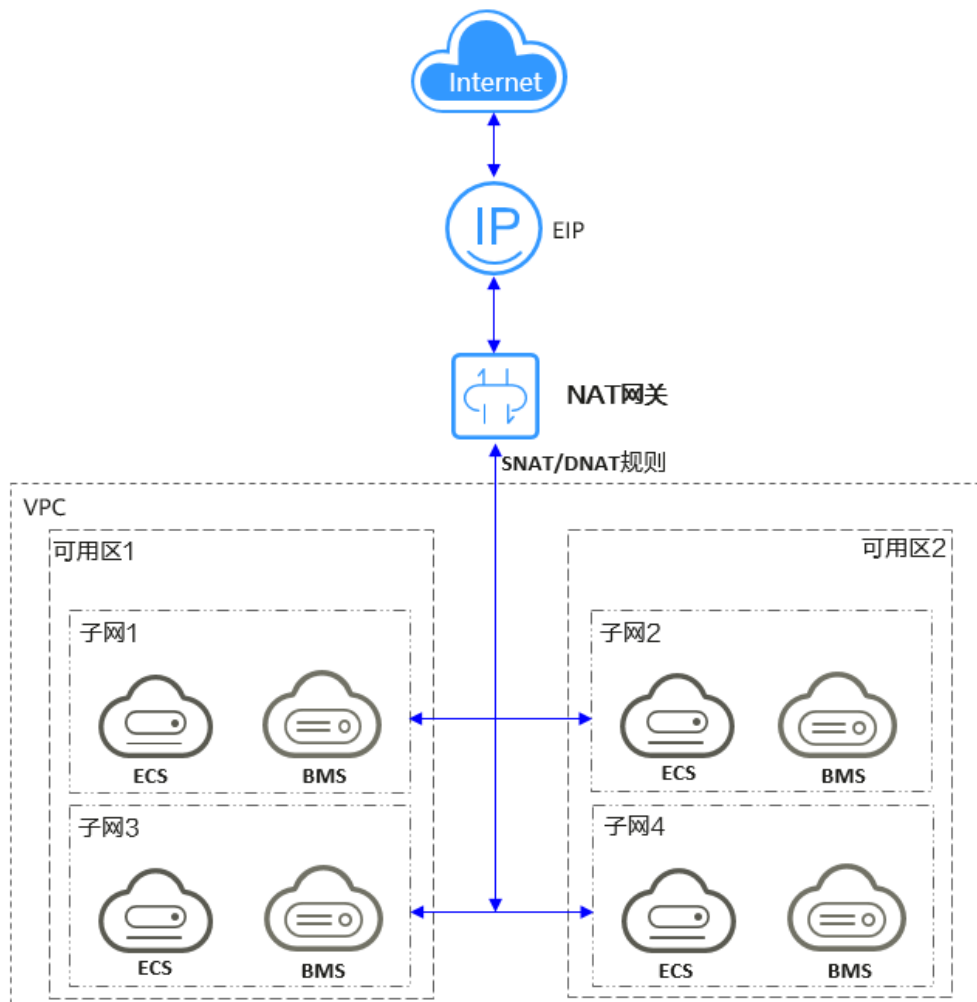 Internet
IP
EIP
NAT网关
SNAT/DNAT规则
VPC
可用区1
可用区2
子网1
子网2
ECS
BMS
ECS
BMS
子网3
子网4
ECS
BMS
ECS
BMS